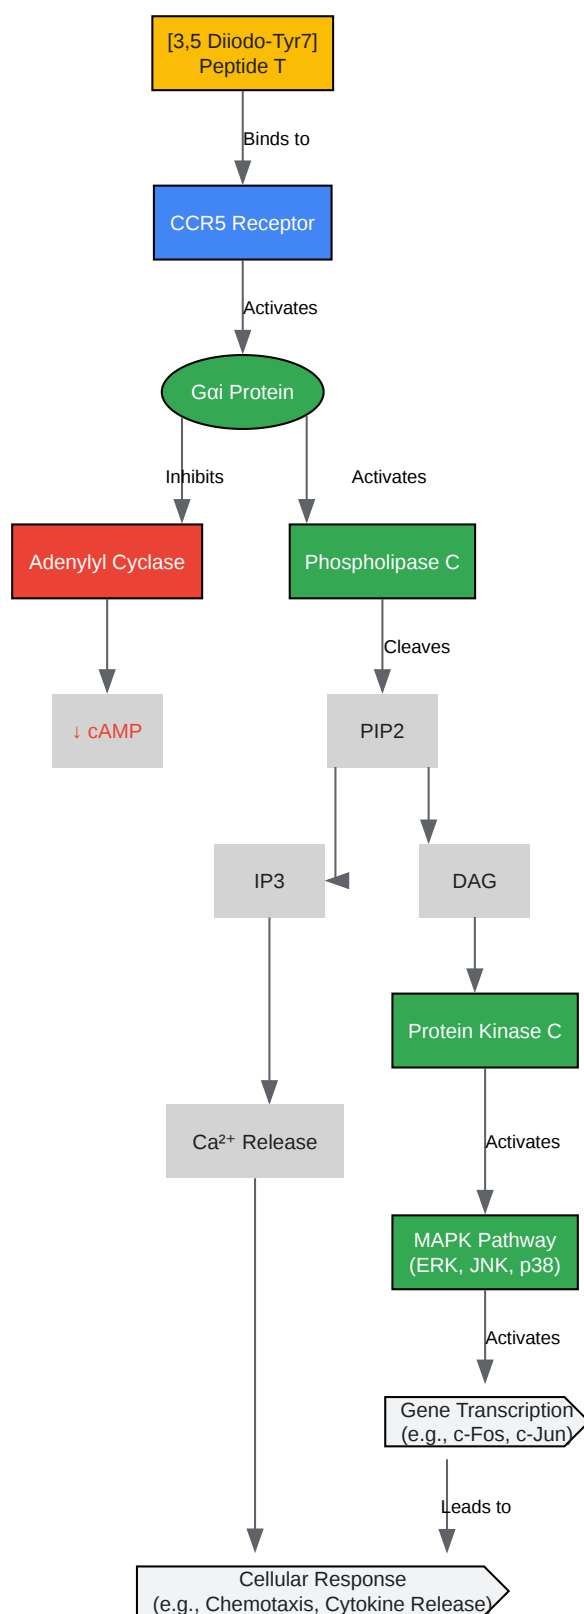 [3,5 Diiodo-Tyr7]
Peptide T
Binds to
CCR5 Receptor
Activates
Gαi Protein
Inhibits
Activates
Adenylyl Cyclase
Phospholipase C
Cleaves
↓ cAMP
PIP2
IP3
DAG
Protein Kinase C
Ca²⁺ Release
Activates
MAPK Pathway
(ERK, JNK, p38)
Activates
Gene Transcription
(e.g., c-Fos, c-Jun)
Leads to
Cellular Response
(e.g., Chemotaxis, Cytokine Release)